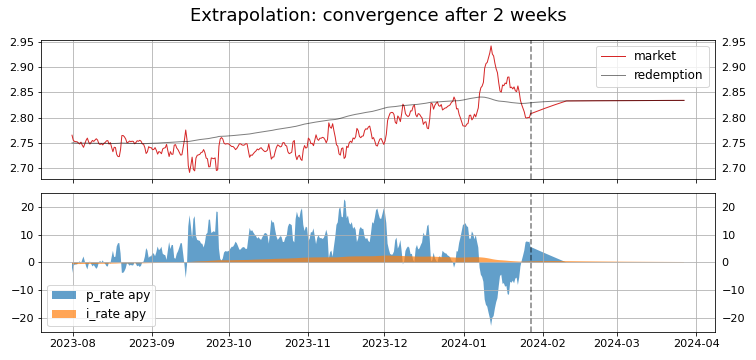 Extrapolation: convergence after 2 weeks
2.95 2.95
2.90 2.90
2.85 2.85
2.80 2.80
2.75 2.75
2.70 2.70
market
redemption
20 20
10 10
0 0
−10 −10
−20 −20
p_rate apy
i_rate apy
2023-08 2023-09 2023-10 2023-11 2023-12 2024-01 2024-02 2024-03 2024-04